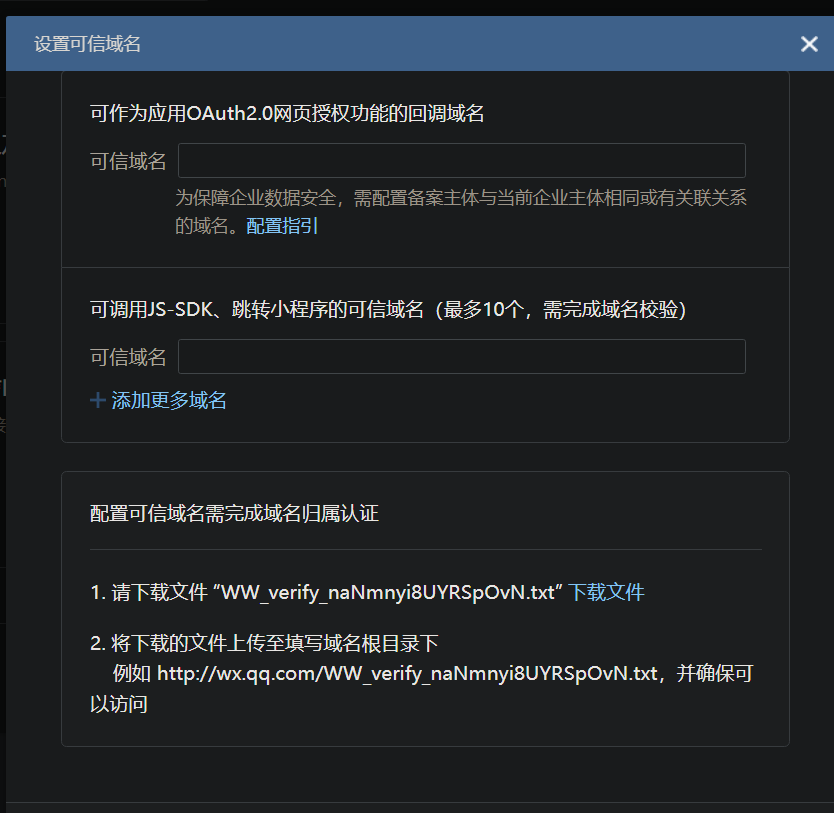 设置可信域名
可作为应用OAuth2.0网页授权功能的回调域名
可信域名
为保障企业数据安全，需配置备案主体与当前企业主体相同或有关联关系
的域名。配置指引
可调用JS-SDK、跳转小程序的可信域名（最多10个，需完成域名校验）
可信域名
添加更多域名
配置可信域名需完成域名归属认证
1. 请下载文件 “WW_verify_naNmnyi8UYRSpOvN.txt” 下载文件
2. 将下载的文件上传至填写域名根目录下
例如 http://wx.qq.com/WW_verify_naNmnyi8UYRSpOvN.txt，并确保可
以访问